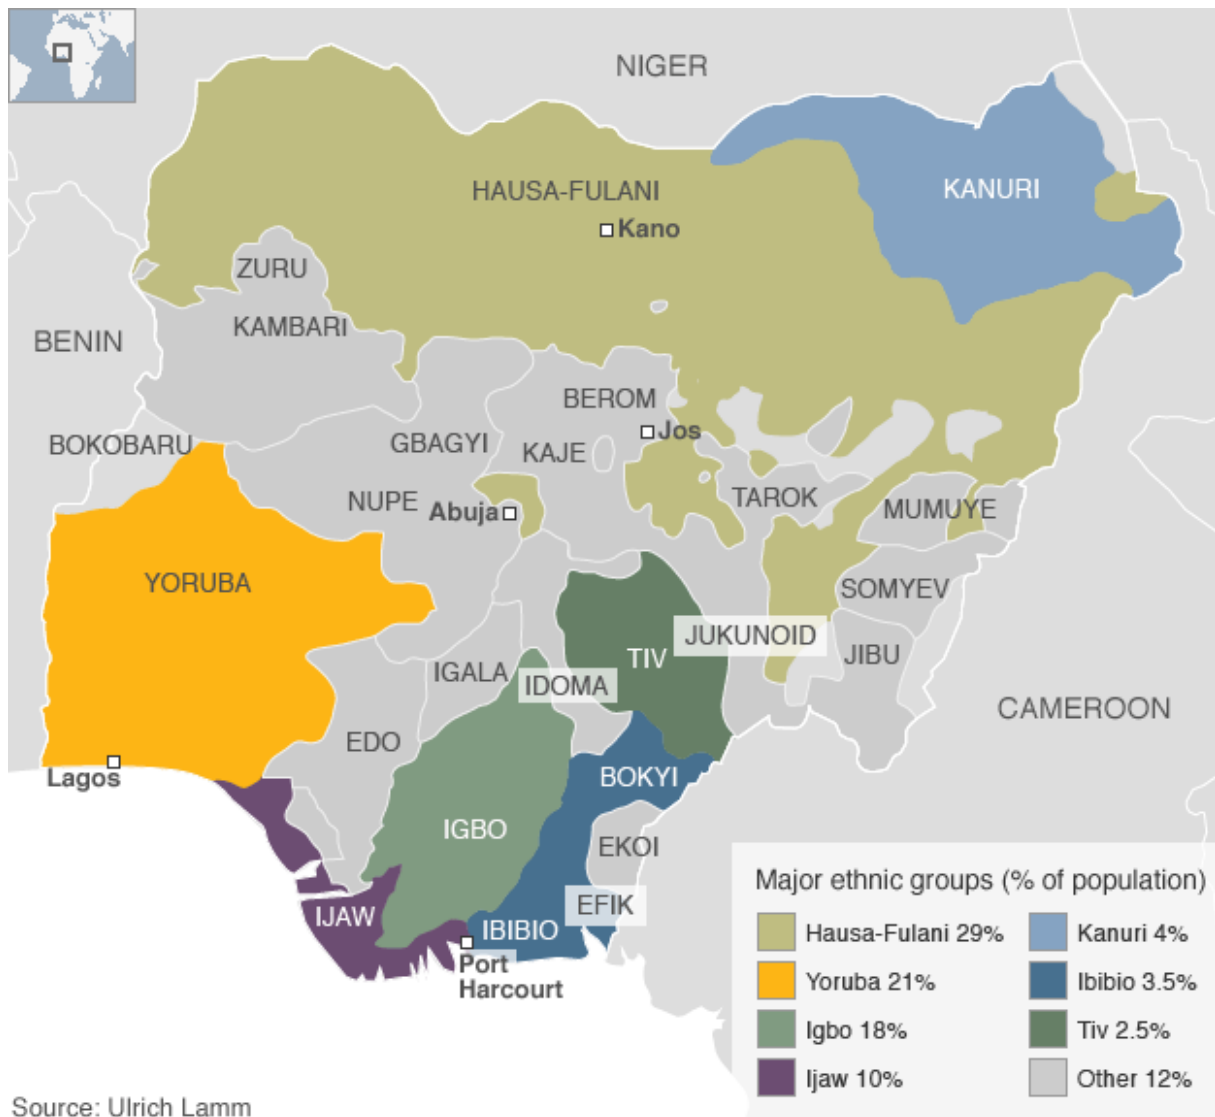 NIGER
HAUSA-FULANI
KANURI
Kano
ZURU
KAMBARI
BENIN
BEROM
BOKOBARU
GBAGYI
Jos
KAJE
NUPE
Abuja
TAROK
MUMUYE
YORUBA
SOMYEV
JUKUNOID
TIV
JIBU
IGALA
IDOMA
CAMEROON
EDO
Lagos
BOKYI
IGBO
EKOI
EFIK
IJAW
IBIBIO
Port
Harcourt
Major ethnic groups (% of population)
Hausa-Fulani 29%
Kanuri 4%
Yoruba 21%
Ibibio 3.5%
Igbo 18%
Tiv 2.5%
Ijaw 10%
Other 12%
Source: Ulrich Lamm